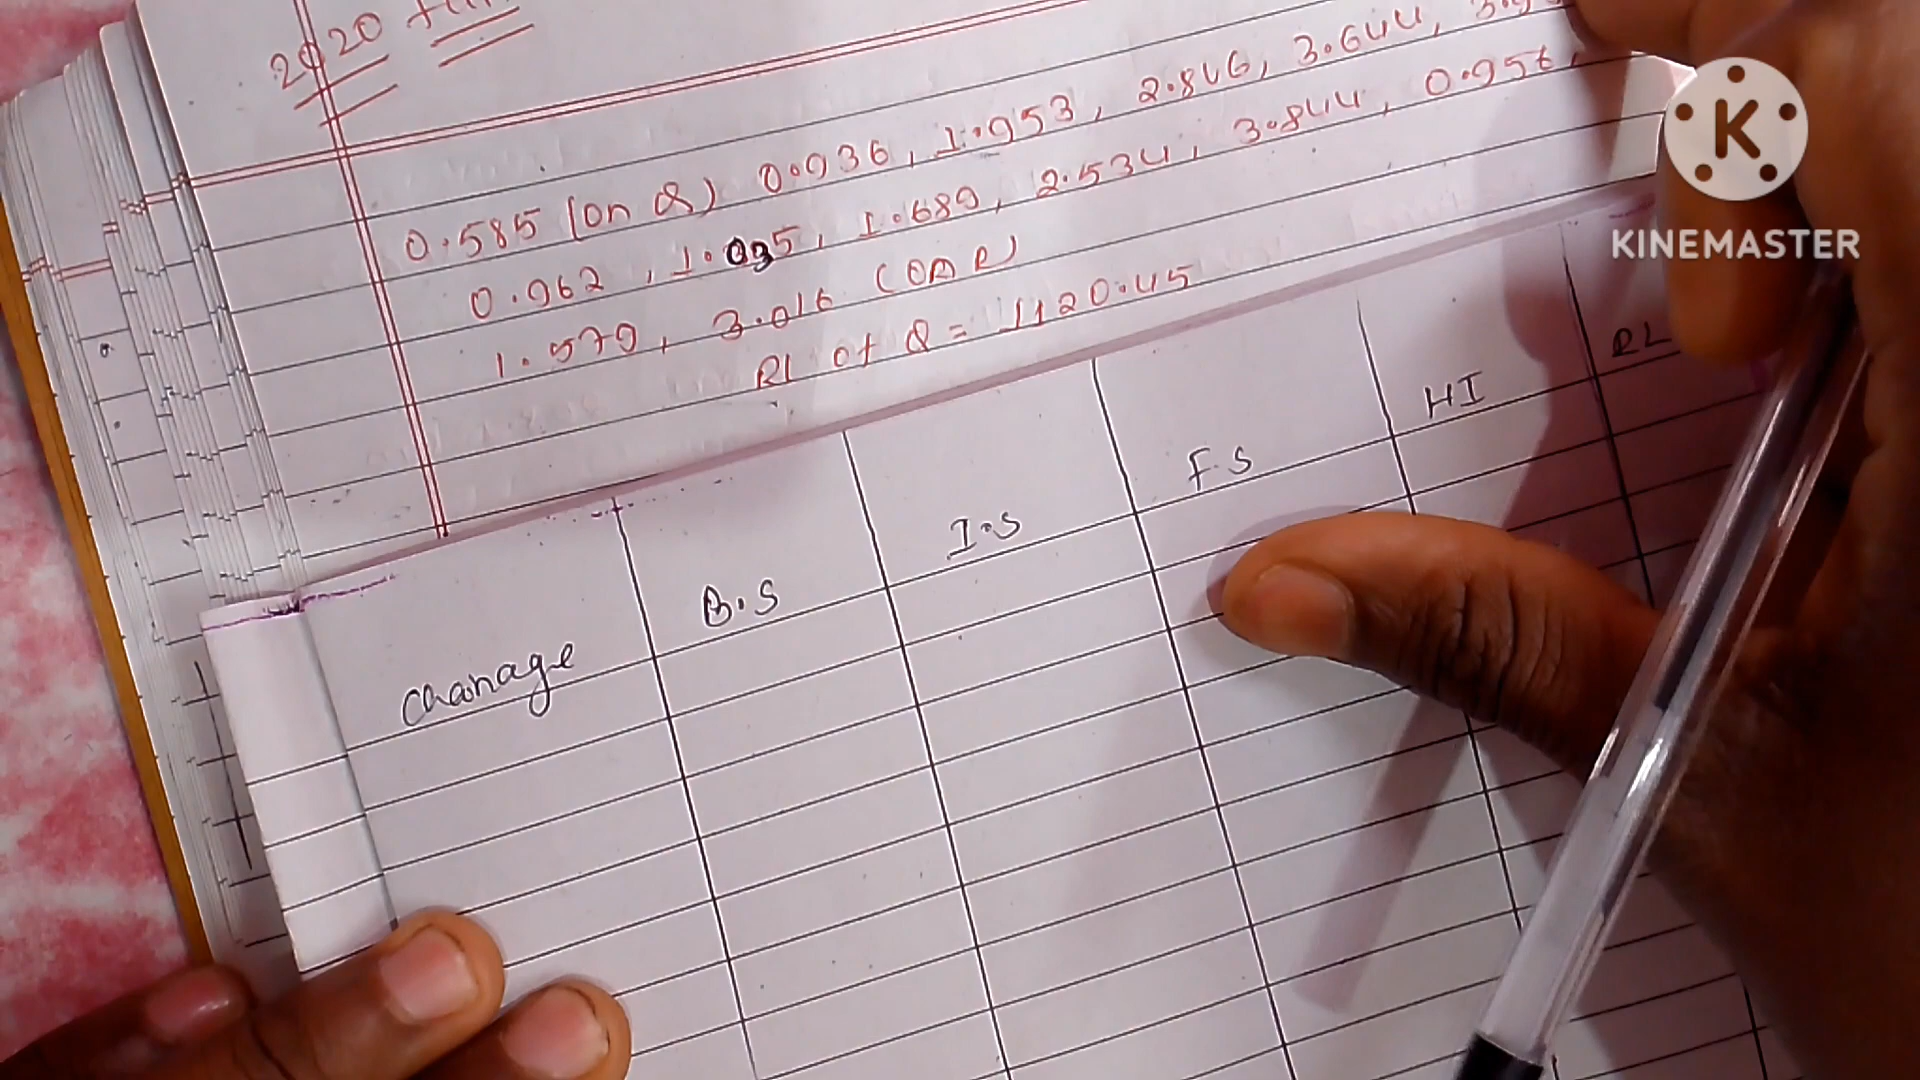 2020
0.585 (on Q) 0.936, 1.953, 2.846, 3.644,
0.962, 1.035, 1.689, 2.534, 3.844, 0.956,
1.579, 3.016 (on R)
RL of Q = 1120.45
chanage B.S I.S F.S HI RL
K
KINEMASTER